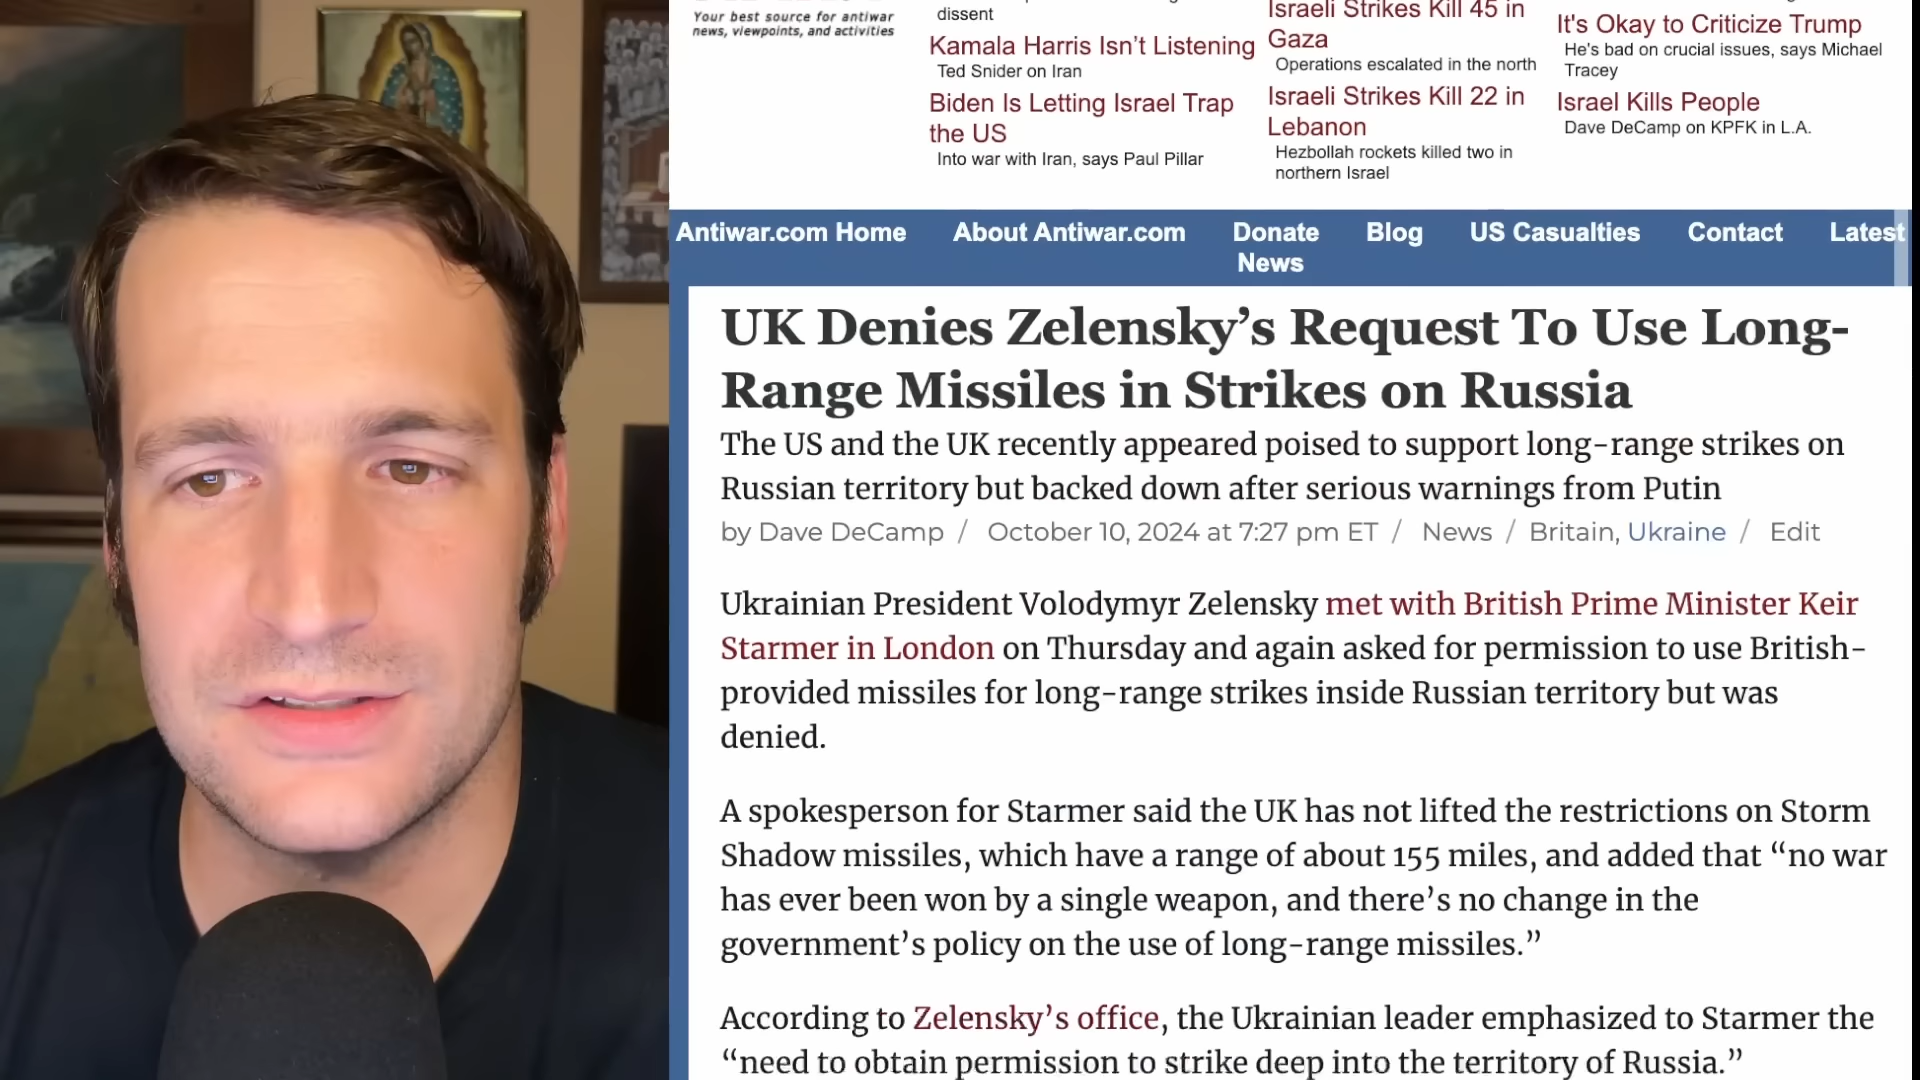 Your best source for antiwar
news, viewpoints, and activities
dissent
Kamala Harris Isn’t Listening
Ted Snider on Iran
Biden Is Letting Israel Trap
the US
Into war with Iran, says Paul Pillar
Israeli Strikes Kill 45 in
Gaza
Operations escalated in the north
Israeli Strikes Kill 22 in
Lebanon
Hezbollah rockets killed two in
northern Israel
It's Okay to Criticize Trump
He's bad on crucial issues, says Michael
Tracey
Israel Kills People
Dave DeCamp on KPFK in L.A.
Antiwar.com Home About Antiwar.com Donate Blog US Casualties Contact Latest
News
UK Denies Zelensky’s Request To Use Long-
Range Missiles in Strikes on Russia
The US and the UK recently appeared poised to support long-range strikes on
Russian territory but backed down after serious warnings from Putin
by Dave DeCamp / October 10, 2024 at 7:27 pm ET / News / Britain, Ukraine / Edit
Ukrainian President Volodymyr Zelensky met with British Prime Minister Keir
Starmer in London on Thursday and again asked for permission to use British-
provided missiles for long-range strikes inside Russian territory but was
denied.
A spokesperson for Starmer said the UK has not lifted the restrictions on Storm
Shadow missiles, which have a range of about 155 miles, and added that “no war
has ever been won by a single weapon, and there’s no change in the
government’s policy on the use of long-range missiles.”
According to Zelensky’s office, the Ukrainian leader emphasized to Starmer the
“need to obtain permission to strike deep into the territory of Russia.”